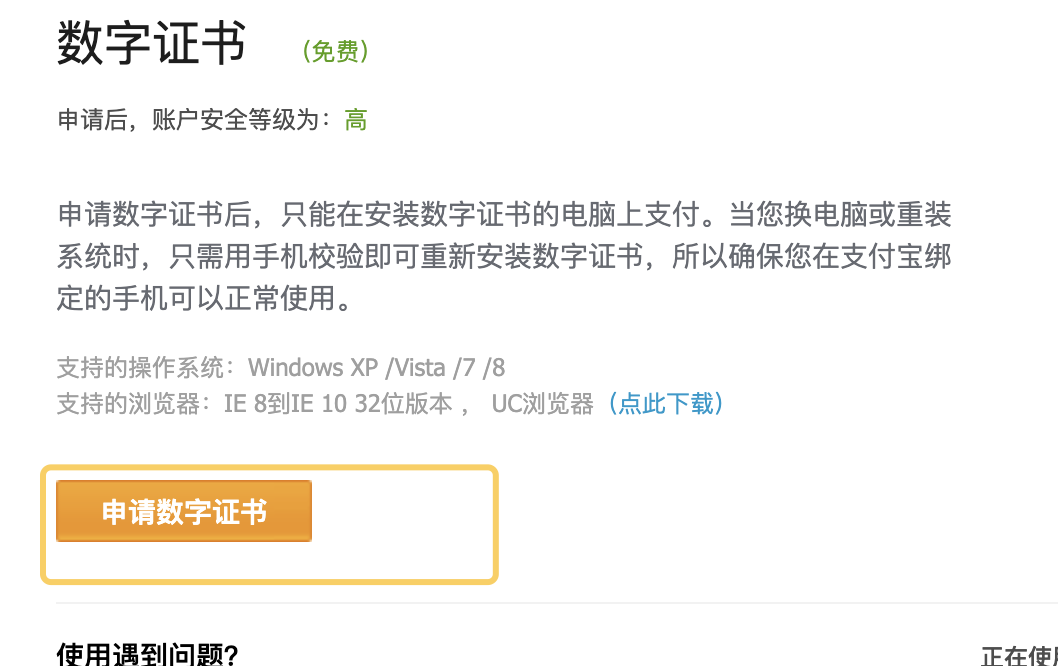 数字证书 (免费)
申请后，账户安全等级为：高
申请数字证书后，只能在安装数字证书的电脑上支付。当您换电脑或重装
系统时，只需用手机校验即可重新安装数字证书，所以确保您在支付宝绑
定的手机可以正常使用。
支持的操作系统：Windows XP /Vista /7 /8
支持的浏览器：IE 8到IE 10 32位版本 ， UC浏览器（点此下载）
申请数字证书
使用遇到问题?
正在使用